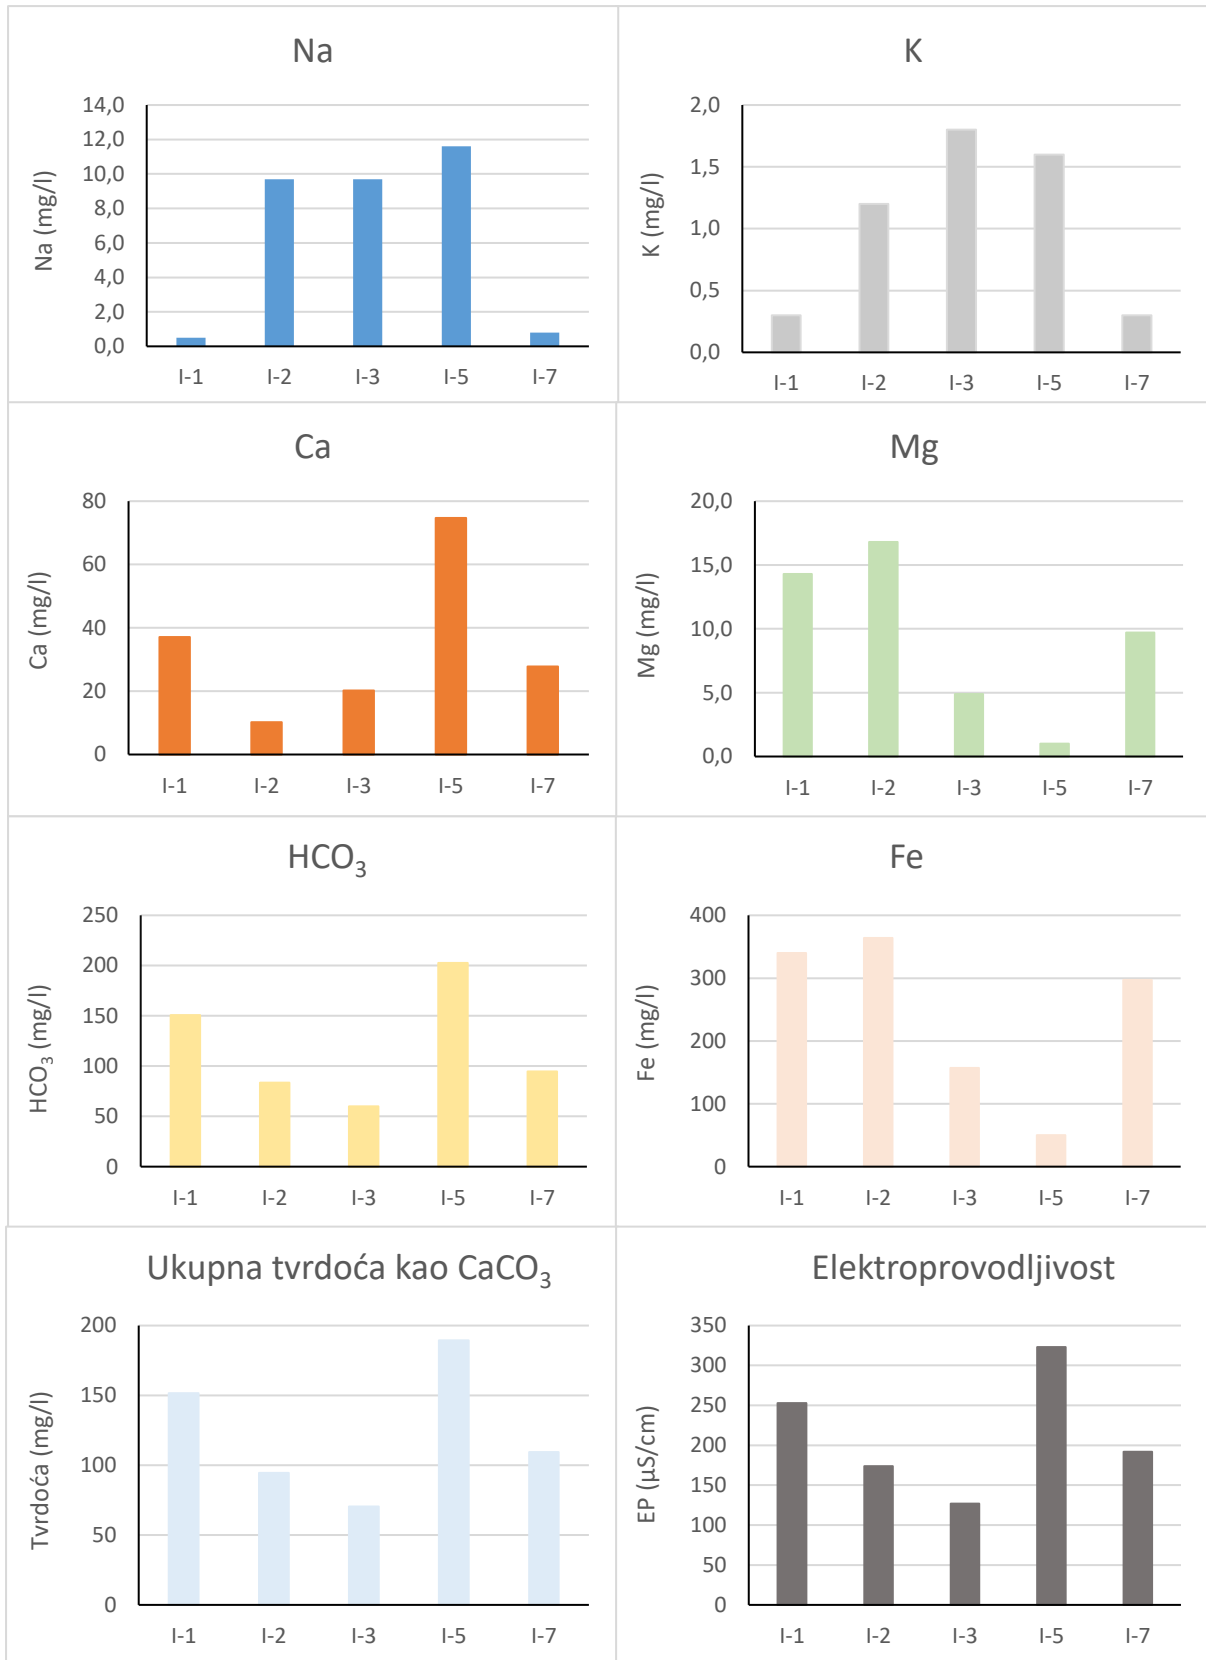 Na
14,0
12,0
10,0
8,0
6,0
4,0
2,0
0,0
Na (mg/l)
I-1 I-2 I-3 I-5 I-7
K
2,0
1,5
1,0
0,5
0,0
K (mg/l)
I-1 I-2 I-3 I-5 I-7
Ca
80
60
40
20
0
Ca (mg/l)
I-1 I-2 I-3 I-5 I-7
Mg
20,0
15,0
10,0
5,0
0,0
Mg (mg/l)
I-1 I-2 I-3 I-5 I-7
HCO₃
250
200
150
100
50
0
HCO₃ (mg/l)
I-1 I-2 I-3 I-5 I-7
Fe
400
300
200
100
0
Fe (mg/l)
I-1 I-2 I-3 I-5 I-7
Ukupna tvrdoća kao CaCO₃
200
150
100
50
0
Tvrdoća (mg/l)
I-1 I-2 I-3 I-5 I-7
Elektroprovodljivost
350
300
250
200
150
100
50
0
EP (µS/cm)
I-1 I-2 I-3 I-5 I-7